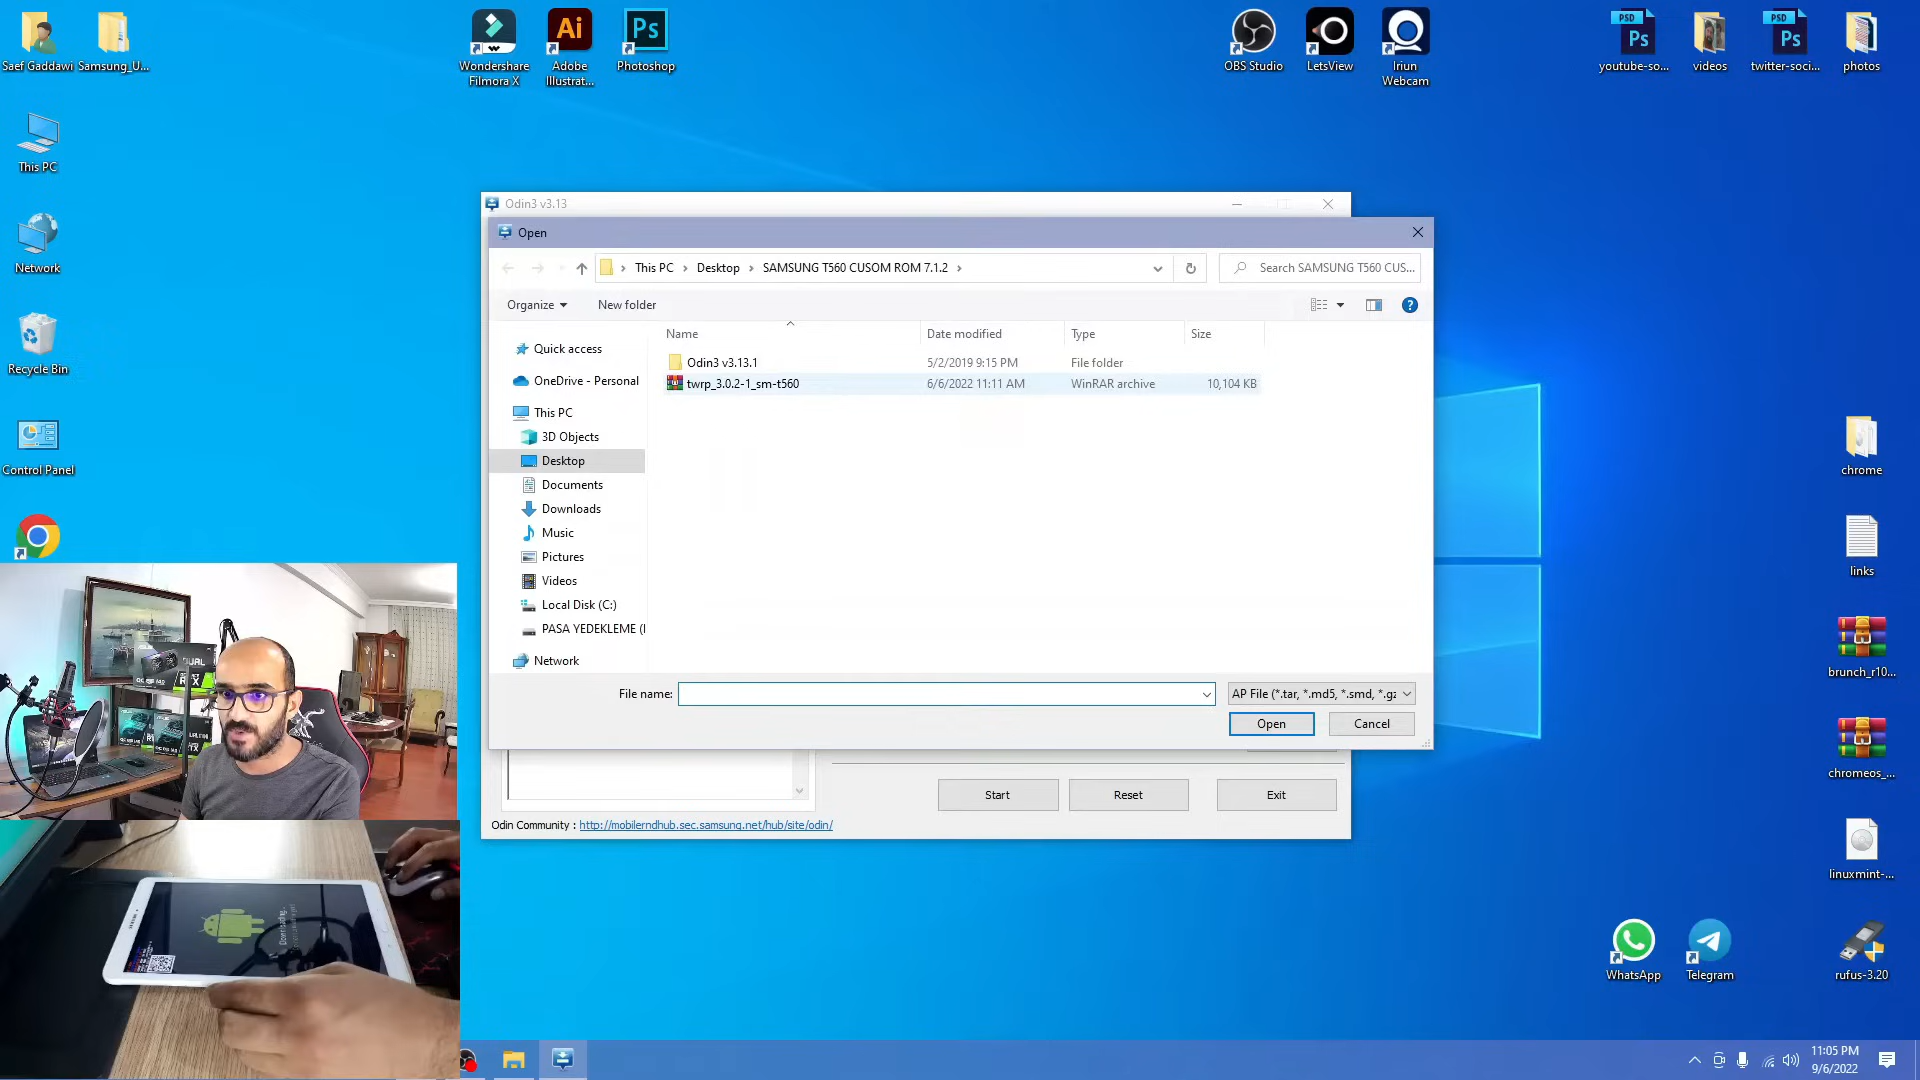 Saef Gaddawi
Samsung_U...
Wondershare
Filmora X
Ai
Adobe
Illustrat...
Ps
Photoshop
OBS Studio
LetsView
Iriun
Webcam
PSD
Ps
youtube-so...
videos
PSD
Ps
twitter-soci...
photos
This PC
Network
Recycle Bin
Control Panel
Odin3 v3.13
Open
This PC
Desktop
SAMSUNG T560 CUSOM ROM 7.1.2
Search SAMSUNG T560 CUS...
Organize
New folder
Name
Date modified
Type
Size
Odin3 v3.13.1
5/2/2019 9:15 PM
File folder
twrp_3.0.2-1_sm-t560
6/6/2022 11:11 AM
WinRAR archive
10,104 KB
Quick access
OneDrive - Personal
This PC
3D Objects
Desktop
Documents
Downloads
Music
Pictures
Videos
Local Disk (C:)
PASA YEDEKLEME (
Network
File name:
AP File (*.tar, *.md5, *.smd, *.gz
Open
Cancel
Start
Reset
Exit
Odin Community : http://mobilerndhub.sec.samsung.net/hub/site/odin/
chrome
links
brunch_r10...
chromeos_...
linuxmint-...
WhatsApp
Telegram
rufus-3.20
Downloading...
11:05 PM
9/6/2022